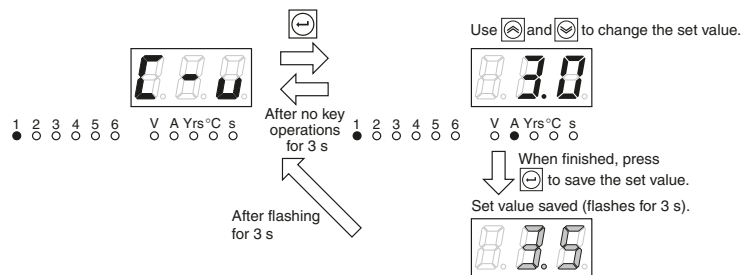 Use and to change the set value.
C - u
3.0
After no key
operations
for 3 s
1 2 3 4 5 6 V A Yrs °C s
1 2 3 4 5 6 V A Yrs °C s
When finished, press
to save the set value.
After flashing
for 3 s
Set value saved (flashes for 3 s).
3.5